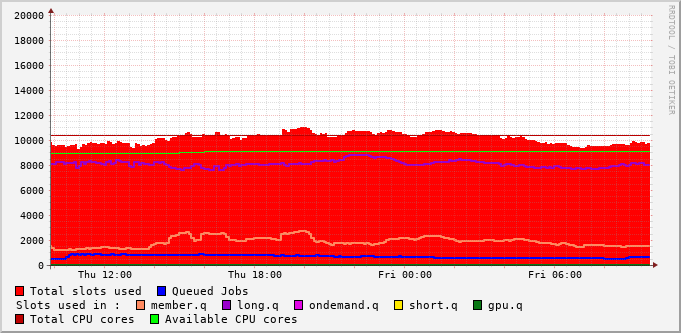 RRDTOOL / TOBI OETIKER
20000
18000
16000
14000
12000
10000
8000
6000
4000
2000
0
Thu 12:00 Thu 18:00 Fri 00:00 Fri 06:00
Total slots used Queued Jobs
Slots used in : member.q long.q ondemand.q short.q gpu.q
Total CPU cores Available CPU cores